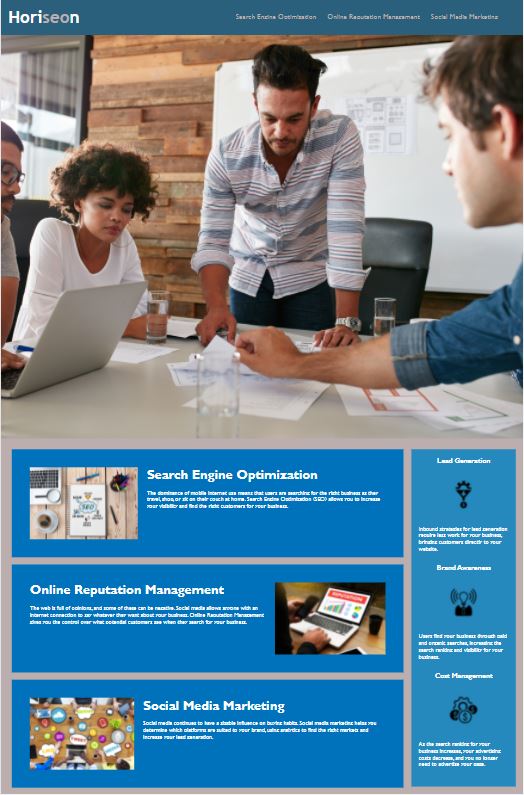 Horiseon
Search Engine Optimization Online Reputation Management Social Media Marketing
Search Engine Optimization
The dominance of mobile internet use means that users are searching for the right business as they
travel, shop, or sit on their couch at home. Search Engine Optimization (SEO) allows you to increase
your visibility and find the right customers for your business.
Online Reputation Management
The web is full of opinions, and some of these can be negative. Social media allows anyone with an
internet connection to say whatever they want about your business. Online Reputation Management
gives you the control over what potential customers see when they search for your business.
Social Media Marketing
Social media continues to have a sizable influence on buying habits. Social media marketing helps you
determine which platforms are suited to your brand, using analytics to find the right markets and
increase your lead generation.
Lead Generation
Inbound strategies for lead generation
require less work for your business,
bringing customers directly to your
website.
Brand Awareness
Users find your business through paid
and organic searches, increasing the
search ranking and visibility for your
business.
Cost Management
As the search ranking for your
business increases, your advertising
costs decrease, and you no longer
need to advertise your page.
SEO
REPUTATION